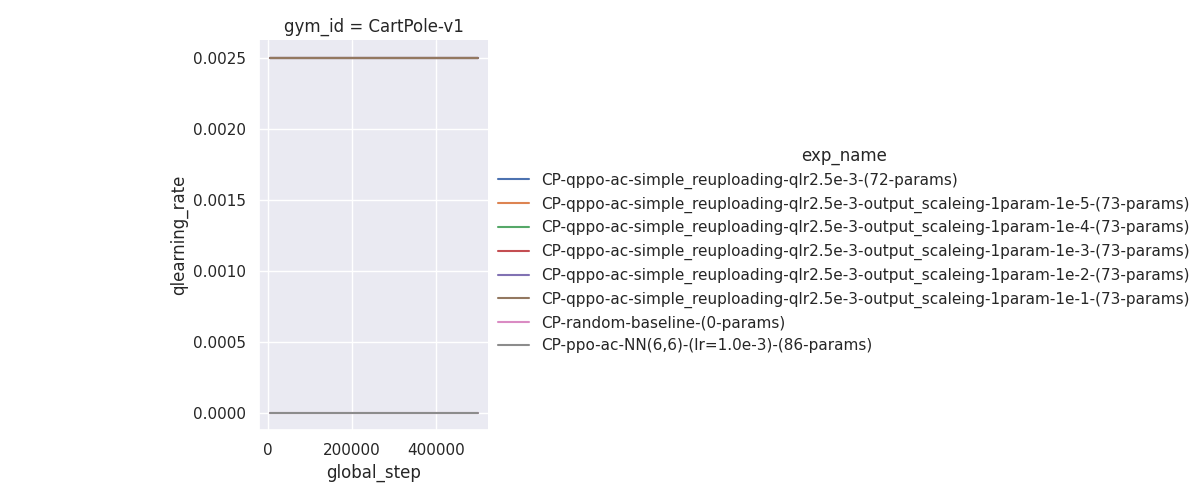 gym_id = CartPole-v1
0.0025
0.0020
0.0015
0.0010
0.0005
0.0000
qlearning_rate
0 200000 400000
global_step
exp_name
CP-qppo-ac-simple_reuploading-qlr2.5e-3-(72-params)
CP-qppo-ac-simple_reuploading-qlr2.5e-3-output_scaleing-1param-1e-5-(73-params)
CP-qppo-ac-simple_reuploading-qlr2.5e-3-output_scaleing-1param-1e-4-(73-params)
CP-qppo-ac-simple_reuploading-qlr2.5e-3-output_scaleing-1param-1e-3-(73-params)
CP-qppo-ac-simple_reuploading-qlr2.5e-3-output_scaleing-1param-1e-2-(73-params)
CP-qppo-ac-simple_reuploading-qlr2.5e-3-output_scaleing-1param-1e-1-(73-params)
CP-random-baseline-(0-params)
CP-ppo-ac-NN(6,6)-(lr=1.0e-3)-(86-params)